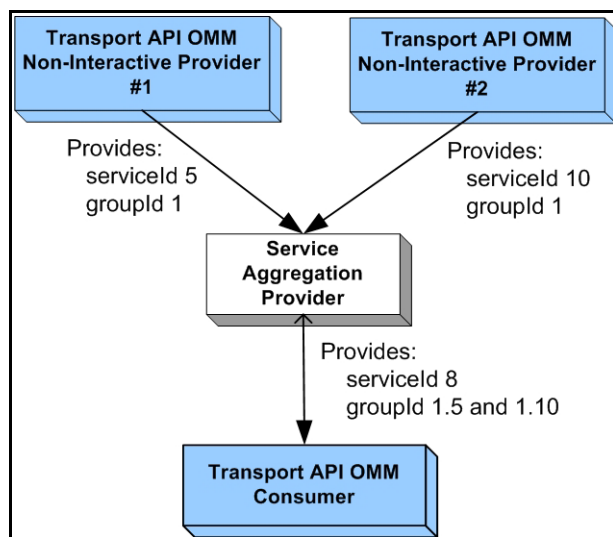 Transport API OMM
Non-Interactive Provider
#1
Transport API OMM
Non-Interactive Provider
#2
Provides:
serviceId 5
groupId 1
Provides:
serviceId 10
groupId 1
Service
Aggregation
Provider
Provides:
serviceId 8
groupId 1.5 and 1.10
Transport API OMM
Consumer